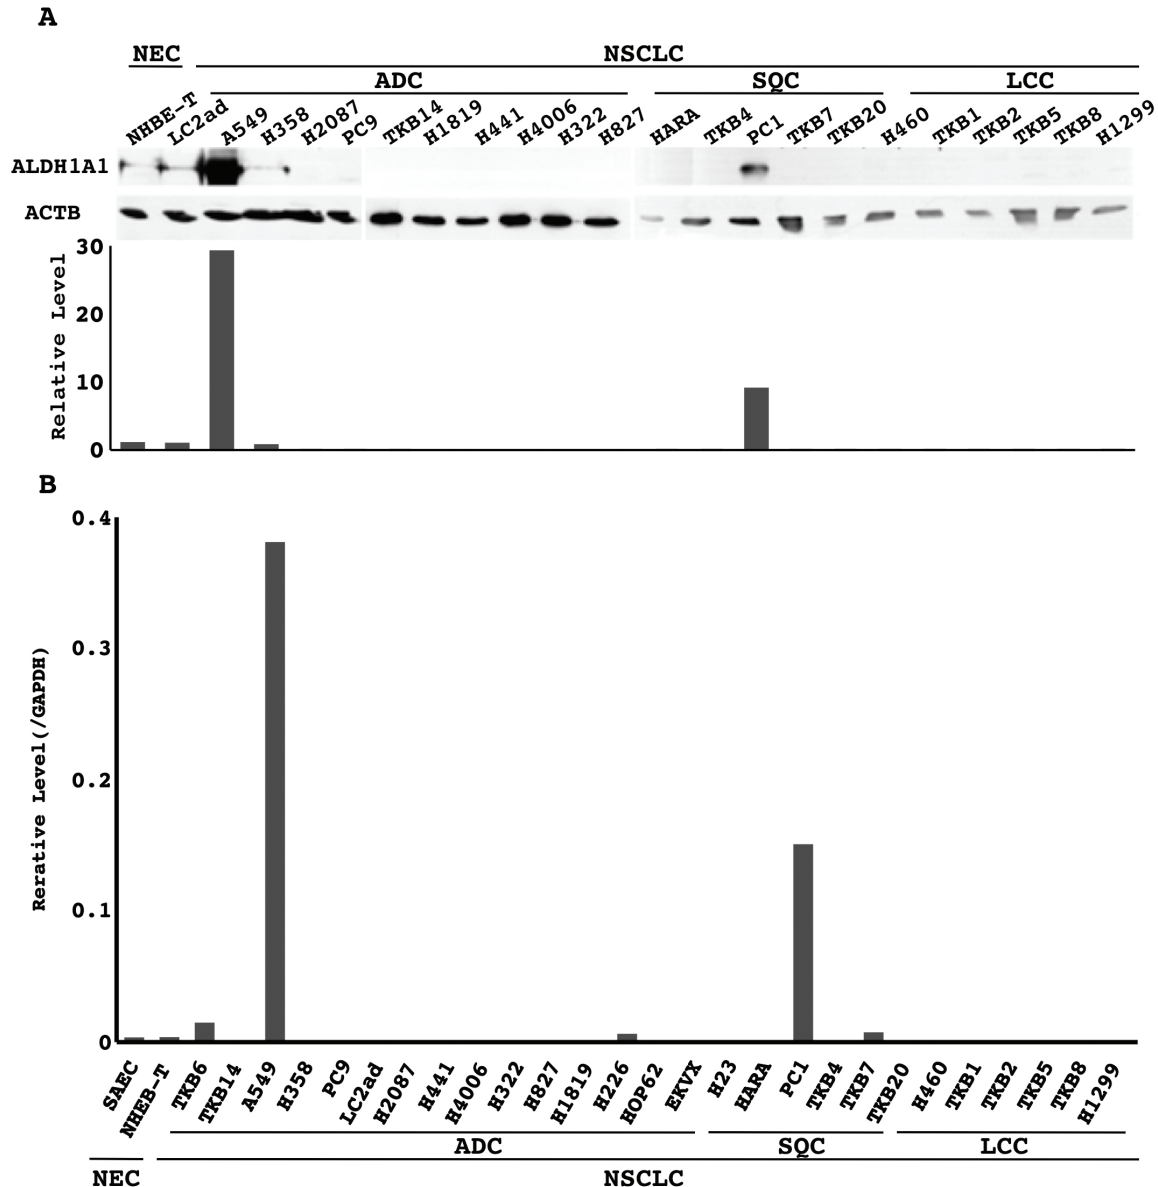 A
NEC NSCLC
ADC SQC LCC
NHBE-T LC2ad A549 H358 H2087 PC9 TKB14 H1819 H441 H4006 H322 H827 HARA TKB4 PC1 TKB7 TKB20 H460 TKB1 TKB2 TKB5 TKB8 H1299
ALDH1A1
ACTB
Relative Level
30
20
10
0
B
Rerative Level(/GAPDH)
0.4
0.3
0.2
0.1
0
SAEC NHEB-T TKB6 TKB14 A549 H358 PC9 LC2ad H2087 H441 H4006 H322 H827 H1819 H226 HOP62 EKVX H23 HARA PC1 TKB4 TKB7 TKB20 H460 TKB1 TKB2 TKB5 TKB8 H1299
ADC SQC LCC
NEC NSCLC